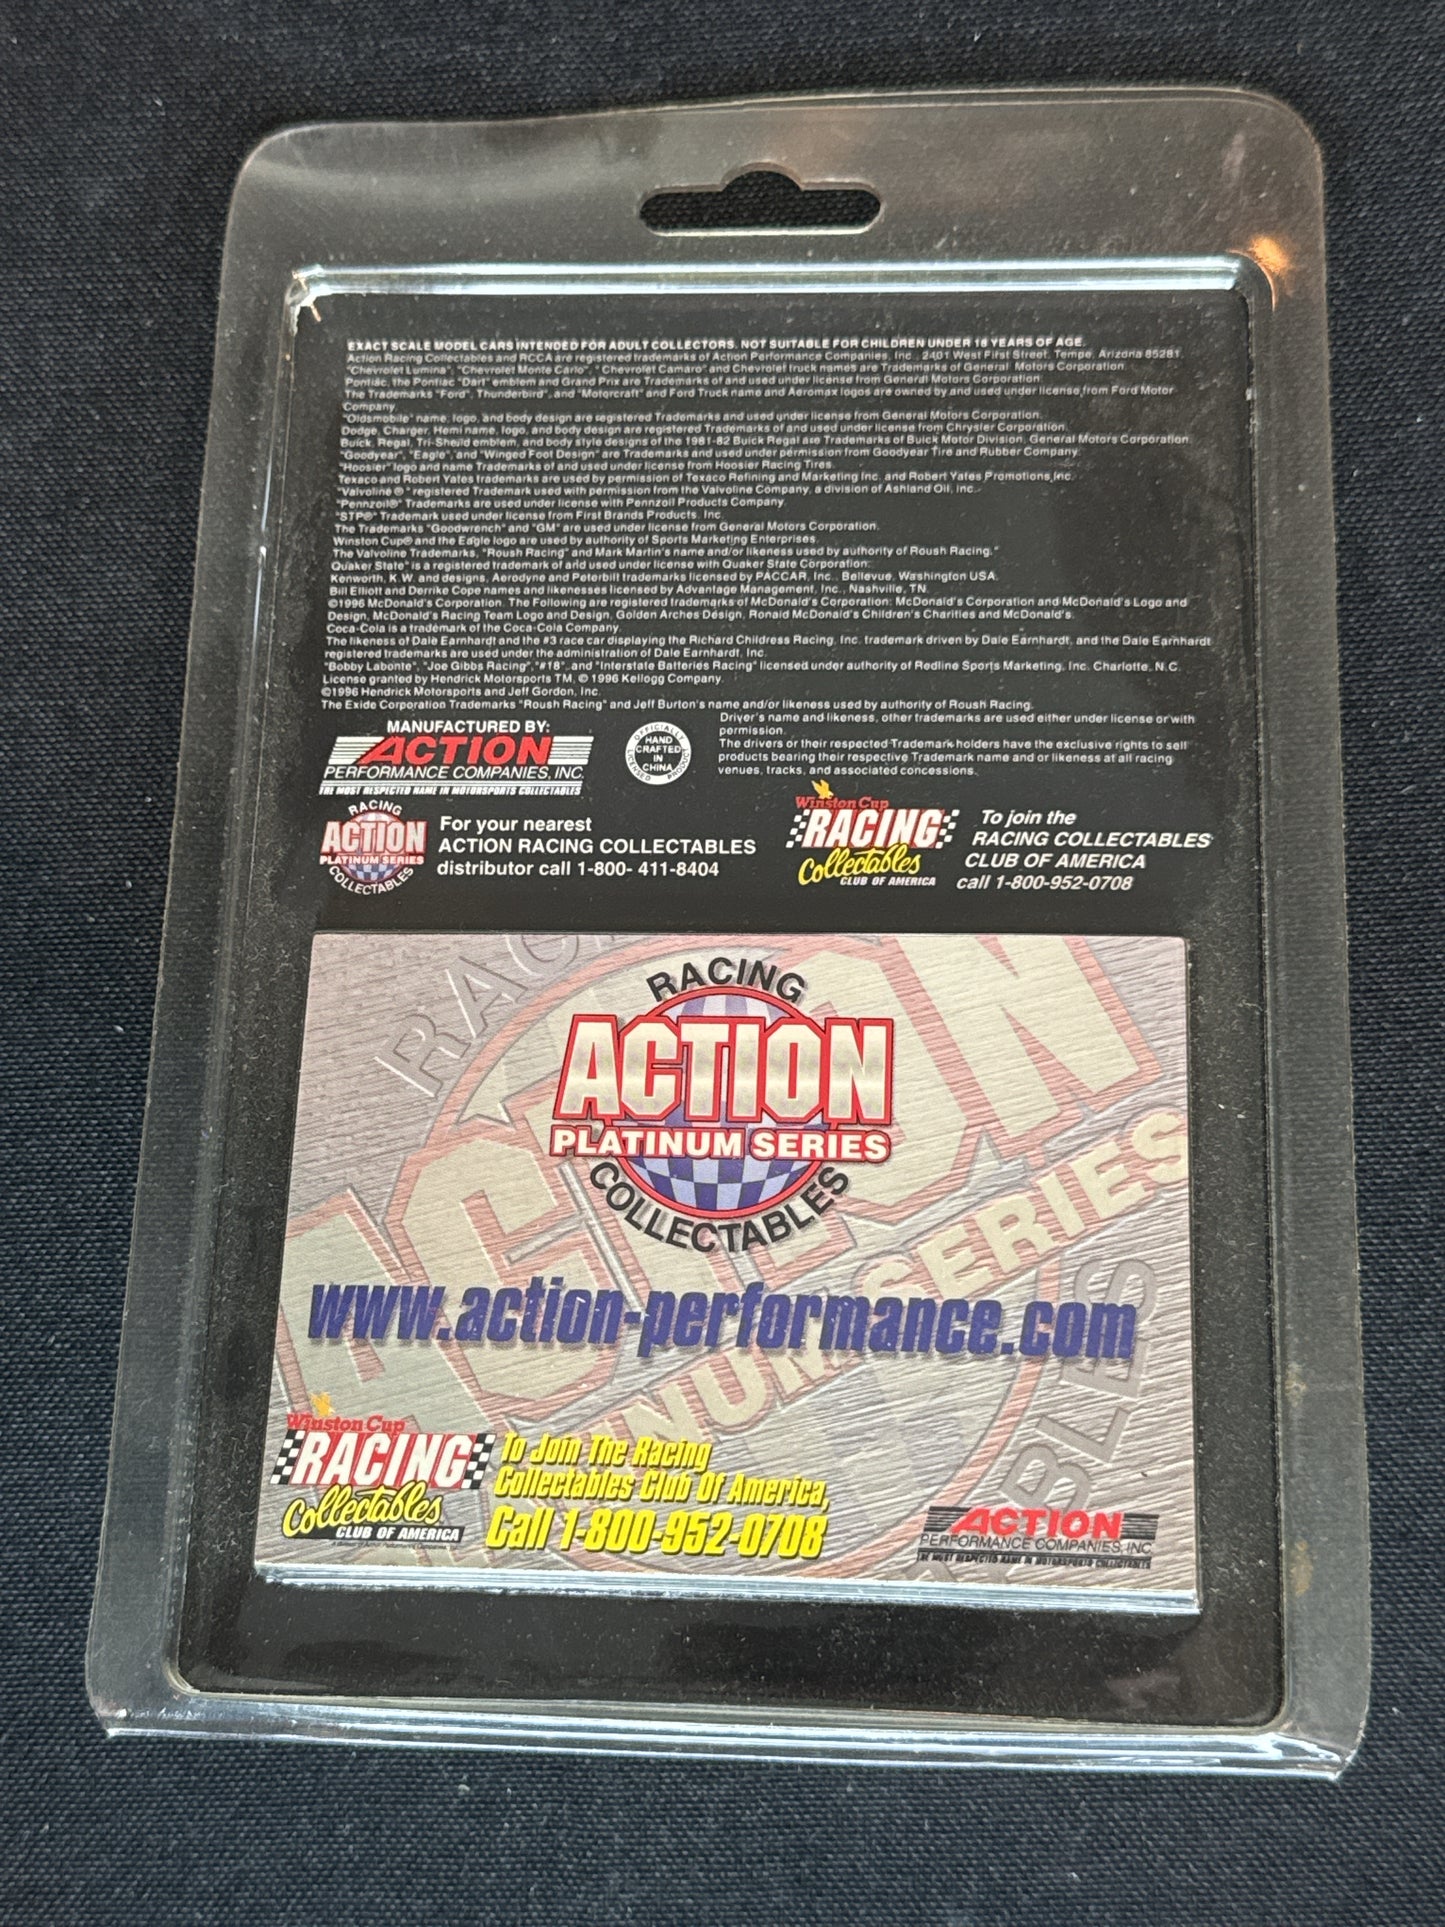 EXACT SCALE MODEL CARS INTENDED FOR ADULT COLLECTORS. NOT SUITABLE FOR CHILDREN UNDER 18 YEARS OF AGE.
Action Racing Collectables and RCCA are registered trademarks of Action Performance Companies, Inc., 2401 West First Street, Tempe, Arizona 85281.
"Chevrolet Lumina", "Chevrolet Monte Carlo", " Chevrolet Camaro" and Chevrolet truck names are Trademarks of General Motors Corporation.
Pontiac, the Pontiac "Dart" emblem and Grand Prix are Trademarks of and used under license from General Motors Corporation.
The Trademarks "Ford", Thunderbird", and "Motorcraft" and Ford Truck name and Aeromax logos are owned by and used under license from Ford Motor
Company.
"Oldsmobile" name, logo, and body design are registered Trademarks and used under license from General Motors Corporation.
Dodge, Charger, Hemi name, logo, and body design are registered Trademarks of and used under license from Chrysler Corporation.
Buick, Regal, Tri-Sheild emblem, and body style designs of the 1981-82 Buick Regal are Trademarks of Buick Motor Division, General Motors Corporation.
"Goodyear", "Eagle", and "Winged Foot Design" are Trademarks and used under permission from Goodyear Tire and Rubber Company.
"Hoosier" logo and name Trademarks of and used under license from Hoosier Racing Tires.
Texaco and Robert Yates trademarks are used by permission of Texaco Refining and Marketing Inc. and Robert Yates Promotions,Inc.
"Valvoline ® " registered Trademark used with permission from the Valvoline Company, a division of Ashland Oil, Inc.
"Pennzoil®" Trademarks are used under license with Pennzoil Products Company.
"STP®" Trademark used under license from First Brands Products, Inc.
The Trademarks "Goodwrench" and "GM" are used under license from General Motors Corporation.
Winston Cup® and the Eagle logo are used by authority of Sports Marketing Enterprises.
The Valvoline Trademarks, "Roush Racing" and Mark Martin's name and/or likeness used by authority of Roush Racing."
Quaker State" is a registered trademark of and used under license with Quaker State Corporation.
Kenworth, K.W. and designs, Aerodyne and Peterbilt trademarks licensed by PACCAR, Inc., Bellevue, Washington USA.
Bill Elliott and Derrike Cope names and likenesses licensed by Advantage Management, Inc., Nashville, TN.
©1996 McDonald's Corporation. The Following are registered trademarks of McDonald's Corporation: McDonald's Corporation and McDonald's Logo and
Design, McDonald's Racing Team Logo and Design, Golden Arches Design, Ronald McDonald's Children's Charities and McDonald's.
Coca-Cola is a trademark of the Coca-Cola Company.
The likeness of Dale Earnhardt and the #3 race car displaying the Richard Childress Racing, Inc. trademark driven by Dale Earnhardt, and the Dale Earnhardt
registered trademarks are used under the administration of Dale Earnhardt, Inc.
"Bobby Labonte", "Joe Gibbs Racing", "#18", and "Interstate Batteries Racing" licensed under authority of Redline Sports Marketing, Inc. Charlotte, N.C.
License granted by Hendrick Motorsports TM, © 1996 Kellogg Company.
©1996 Hendrick Motorsports and Jeff Gordon, Inc.
The Exide Corporation Trademarks "Roush Racing" and Jeff Burton's name and/or likeness used by authority of Roush Racing.
MANUFACTURED BY:
ACTION
PERFORMANCE COMPANIES, INC.
THE MOST RESPECTED NAME IN MOTORSPORTS COLLECTABLES
OFFICIALLY LICENSED PRODUCT
HAND
CRAFTED
IN
CHINA
Driver's name and likeness, other trademarks are used either under license or with
permission.
The drivers or their respected Trademark holders have the exclusive rights to sell
products bearing their respective Trademark name and or likeness at all racing
venues, tracks, and associated concessions.
RACING
ACTION
PLATINUM SERIES
COLLECTABLES
For your nearest
ACTION RACING COLLECTABLES
distributor call 1-800- 411-8404
Winston Cup
RACING
Collectables
CLUB OF AMERICA
To join the
RACING COLLECTABLES
CLUB OF AMERICA
call 1-800-952-0708
RACING
ACTION
PLATINUM SERIES
COLLECTABLES
www.action-performance.com
Winston Cup
RACING
Collectables
CLUB OF AMERICA
To Join The Racing
Collectables Club Of America,
Call 1-800-952-0708
ACTION
PERFORMANCE COMPANIES, INC
THE MOST RESPECTED NAME IN MOTORSPORTS COLLECTABLES